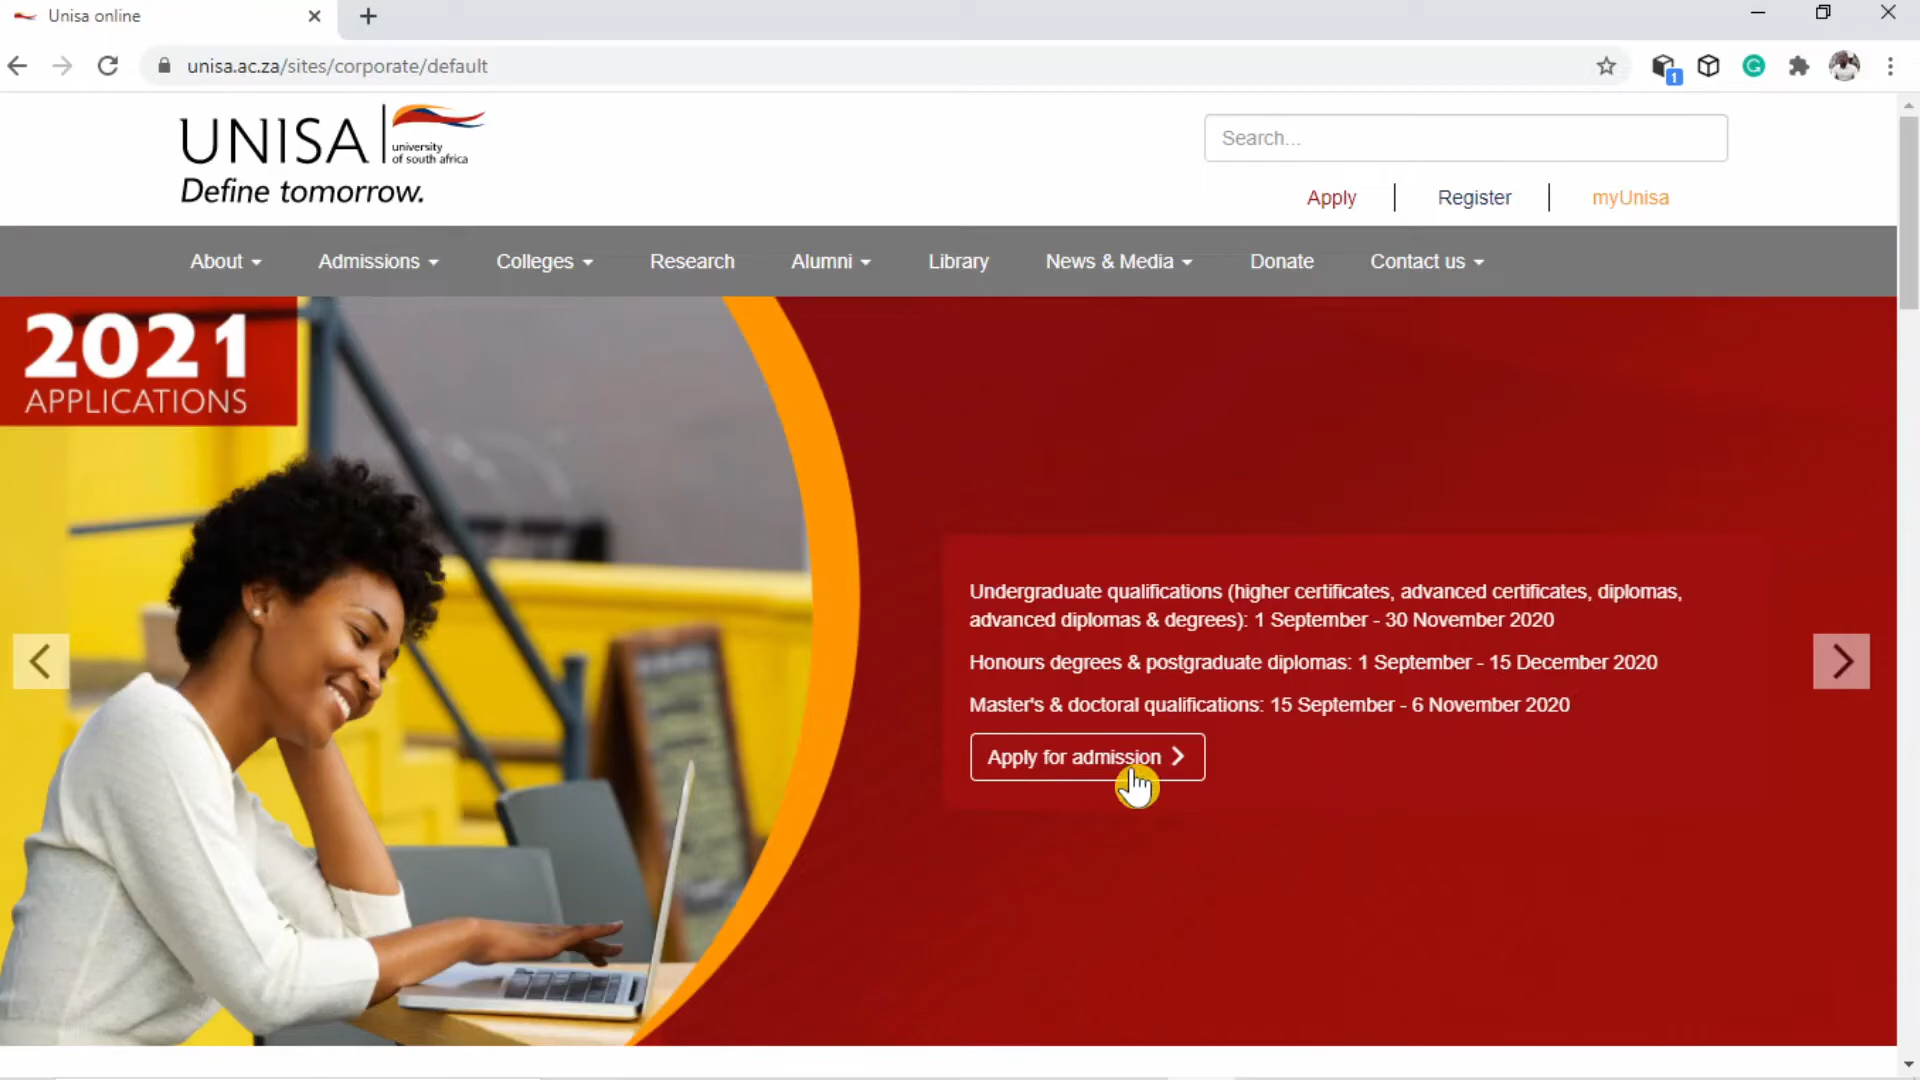 Unisa online
unisa.ac.za/sites/corporate/default
1
UNISA
university
of south africa
Define tomorrow.
Search...
Apply
Register
myUnisa
About
Admissions
Colleges
Research
Alumni
Library
News & Media
Donate
Contact us
2021
APPLICATIONS
Undergraduate qualifications (higher certificates, advanced certificates, diplomas,
advanced diplomas & degrees): 1 September - 30 November 2020
Honours degrees & postgraduate diplomas: 1 September - 15 December 2020
Master's & doctoral qualifications: 15 September - 6 November 2020
Apply for admission